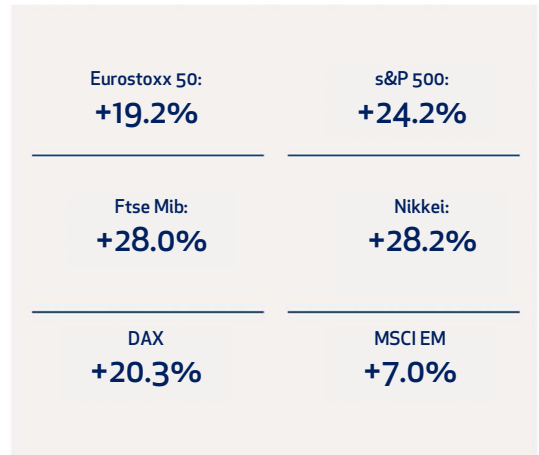 Eurostoxx 50:
+19.2%
s&P 500:
+24.2%
Ftse Mib:
+28.0%
Nikkei:
+28.2%
DAX
+20.3%
MSCI EM
+7.0%